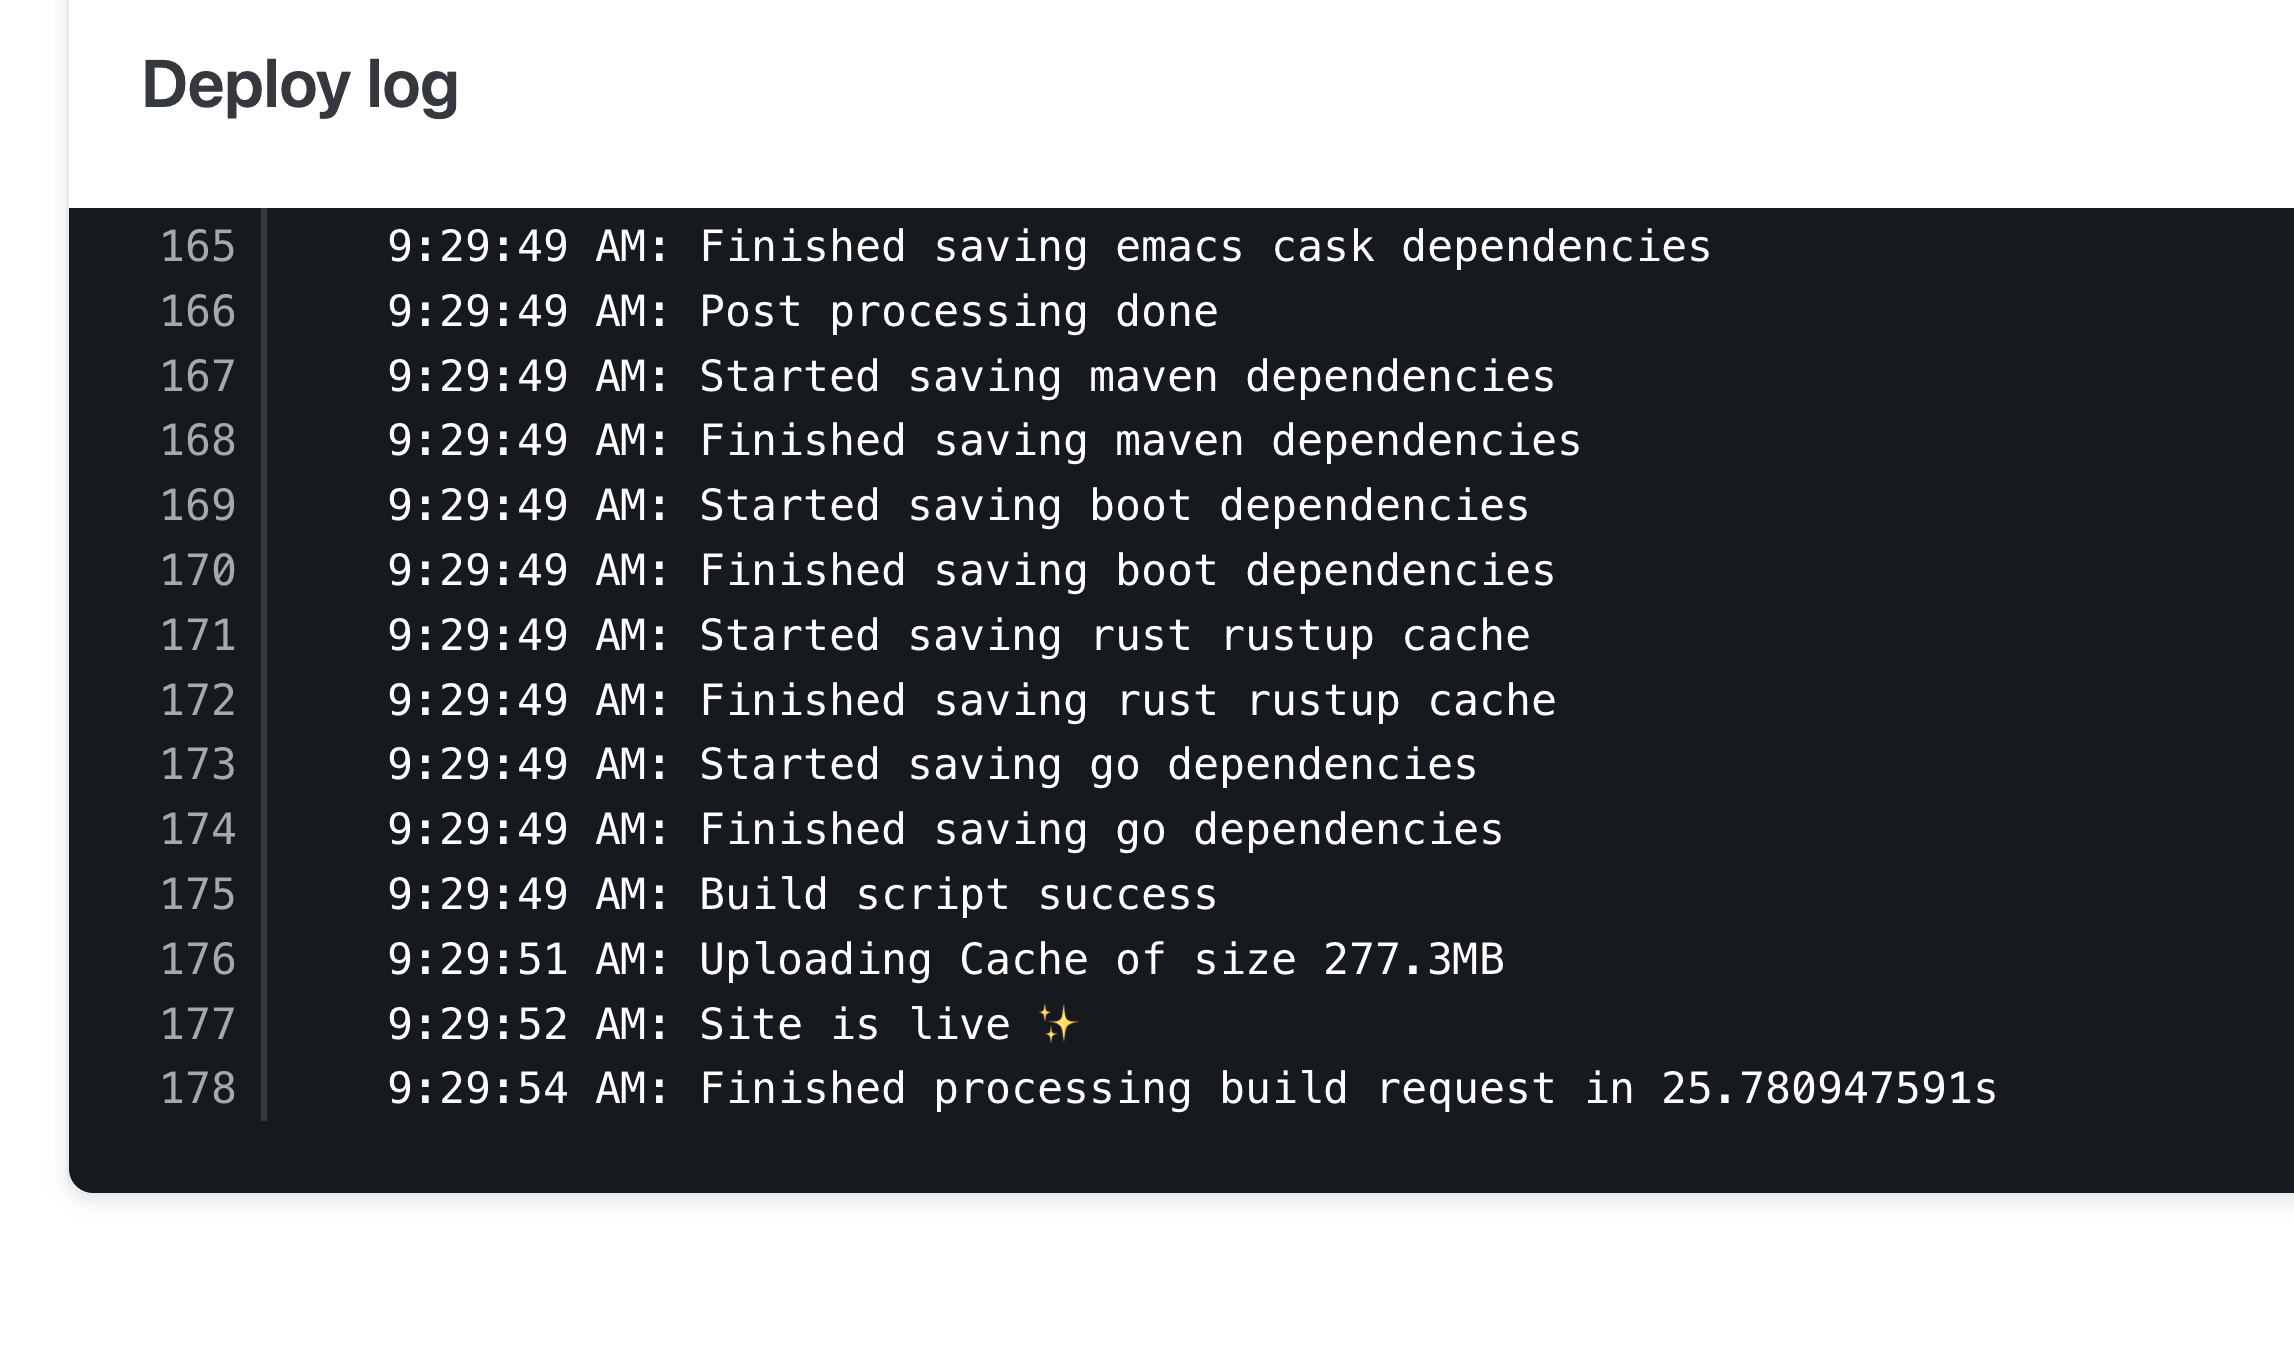 Deploy log
165 9:29:49 AM: Finished saving emacs cask dependencies
166 9:29:49 AM: Post processing done
167 9:29:49 AM: Started saving maven dependencies
168 9:29:49 AM: Finished saving maven dependencies
169 9:29:49 AM: Started saving boot dependencies
170 9:29:49 AM: Finished saving boot dependencies
171 9:29:49 AM: Started saving rust rustup cache
172 9:29:49 AM: Finished saving rust rustup cache
173 9:29:49 AM: Started saving go dependencies
174 9:29:49 AM: Finished saving go dependencies
175 9:29:49 AM: Build script success
176 9:29:51 AM: Uploading Cache of size 277.3MB
177 9:29:52 AM: Site is live ✨
178 9:29:54 AM: Finished processing build request in 25.780947591s